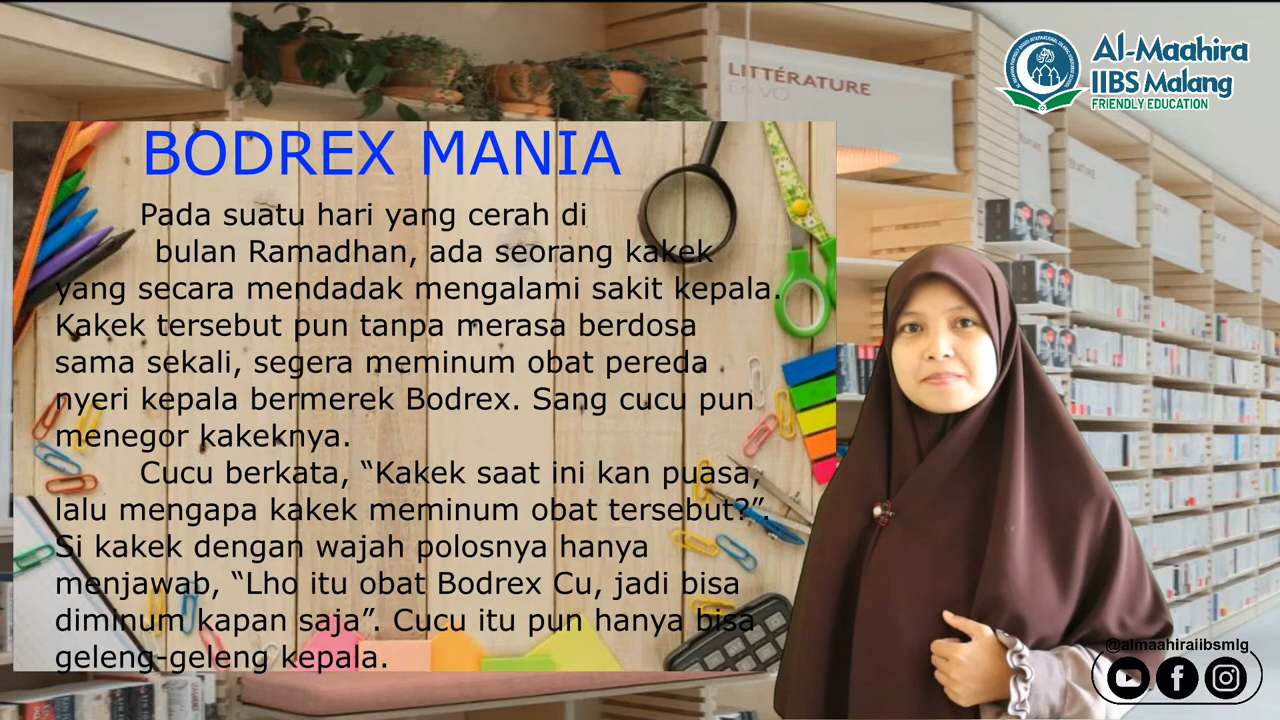 LITTÉRATURE
Al-Maahira
IIBS Malang
FRIENDLY EDUCATION
BODREX MANIA
Pada suatu hari yang cerah di
bulan Ramadhan, ada seorang kakek
yang secara mendadak mengalami sakit kepala.
Kakek tersebut pun tanpa merasa berdosa
sama sekali, segera meminum obat pereda
nyeri kepala bermerek Bodrex. Sang cucu pun
menegor kakeknya.
Cucu berkata, “Kakek saat ini kan puasa,
lalu mengapa kakek meminum obat tersebut?”.
Si kakek dengan wajah polosnya hanya
menjawab, “Lho itu obat Bodrex Cu, jadi bisa
diminum kapan saja”. Cucu itu pun hanya bisa
geleng-geleng kepala.
@almaahiraiibsmlg